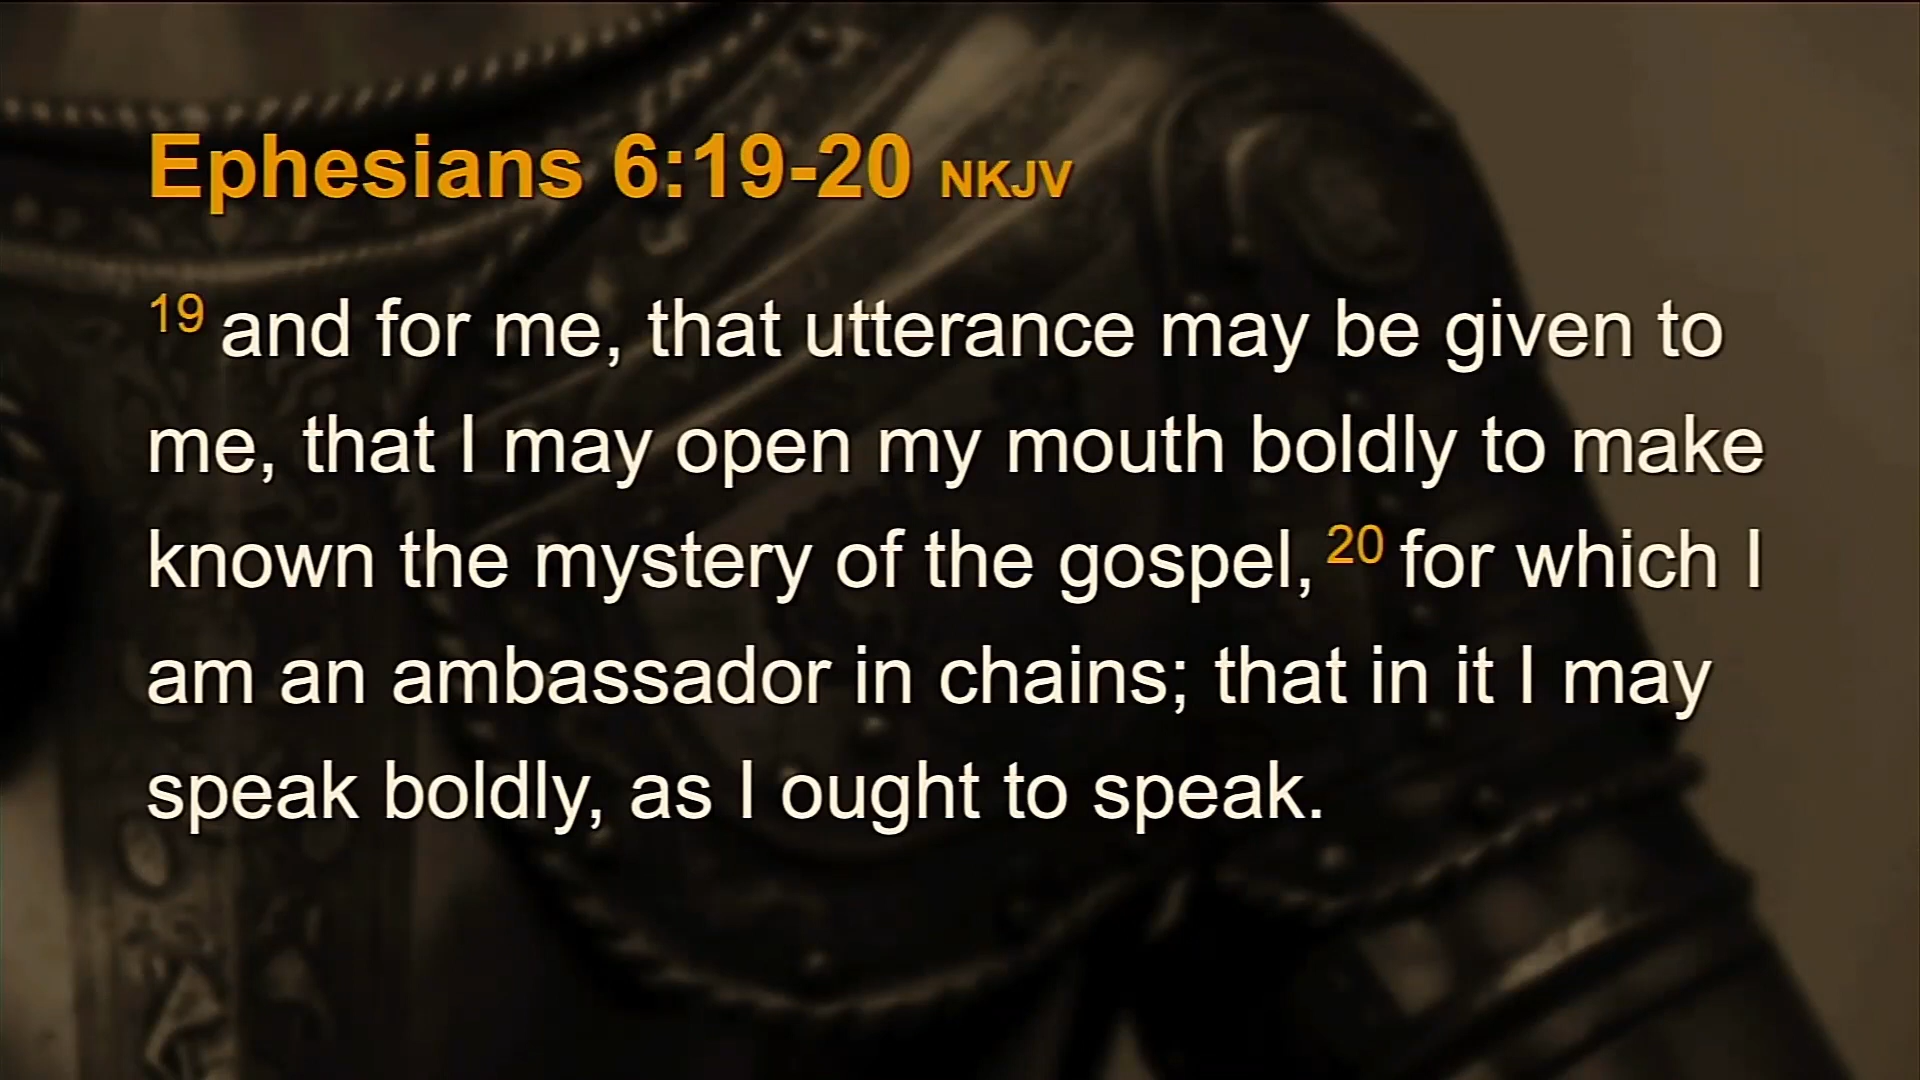 Ephesians 6:19-20 NKJV
19 and for me, that utterance may be given to
me, that I may open my mouth boldly to make
known the mystery of the gospel, 20 for which I
am an ambassador in chains; that in it I may
speak boldly, as I ought to speak.